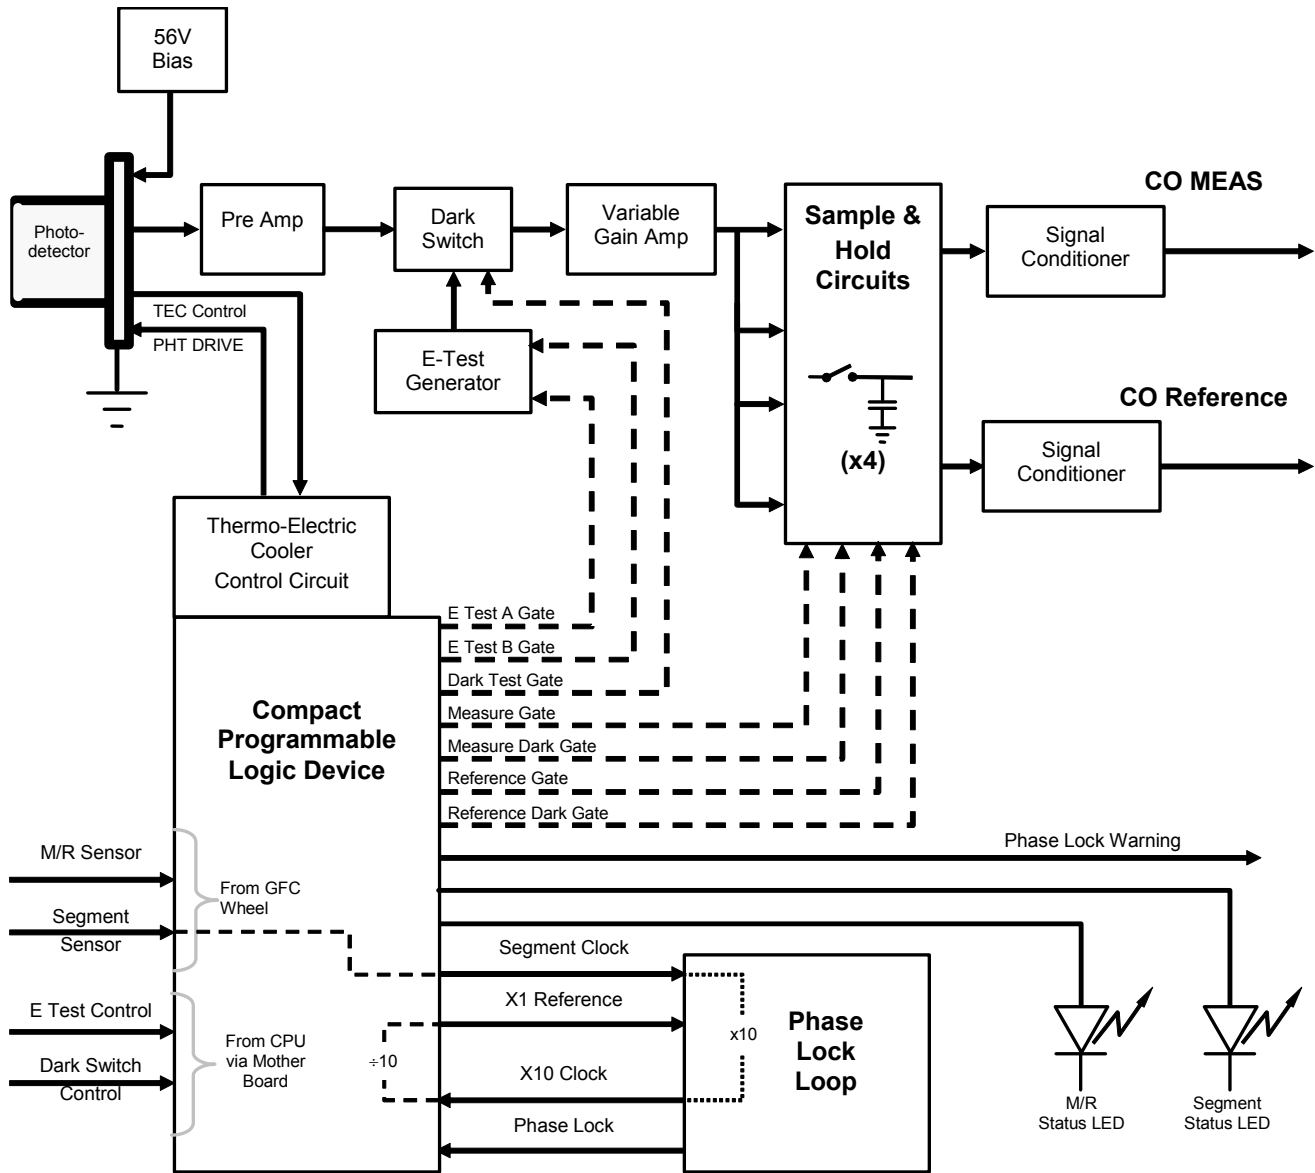 56V
Bias
CO MEAS
Photo-
detector
Pre Amp
Dark
Switch
Variable
Gain Amp
Sample &
Hold
Circuits
Signal
Conditioner
TEC Control
PHT DRIVE
E-Test
Generator
CO Reference
(x4)
Signal
Conditioner
Thermo-Electric
Cooler
Control Circuit
E Test A Gate
E Test B Gate
Dark Test Gate
Measure Gate
Measure Dark Gate
Reference Gate
Reference Dark Gate
Compact
Programmable
Logic Device
Phase Lock Warning
M/R Sensor
Segment
Sensor
From GFC
Wheel
E Test Control
Dark Switch
Control
From CPU
via Mother
Board
÷10
Segment Clock
X1 Reference
X10 Clock
Phase Lock
x10
Phase
Lock
Loop
M/R
Status LED
Segment
Status LED